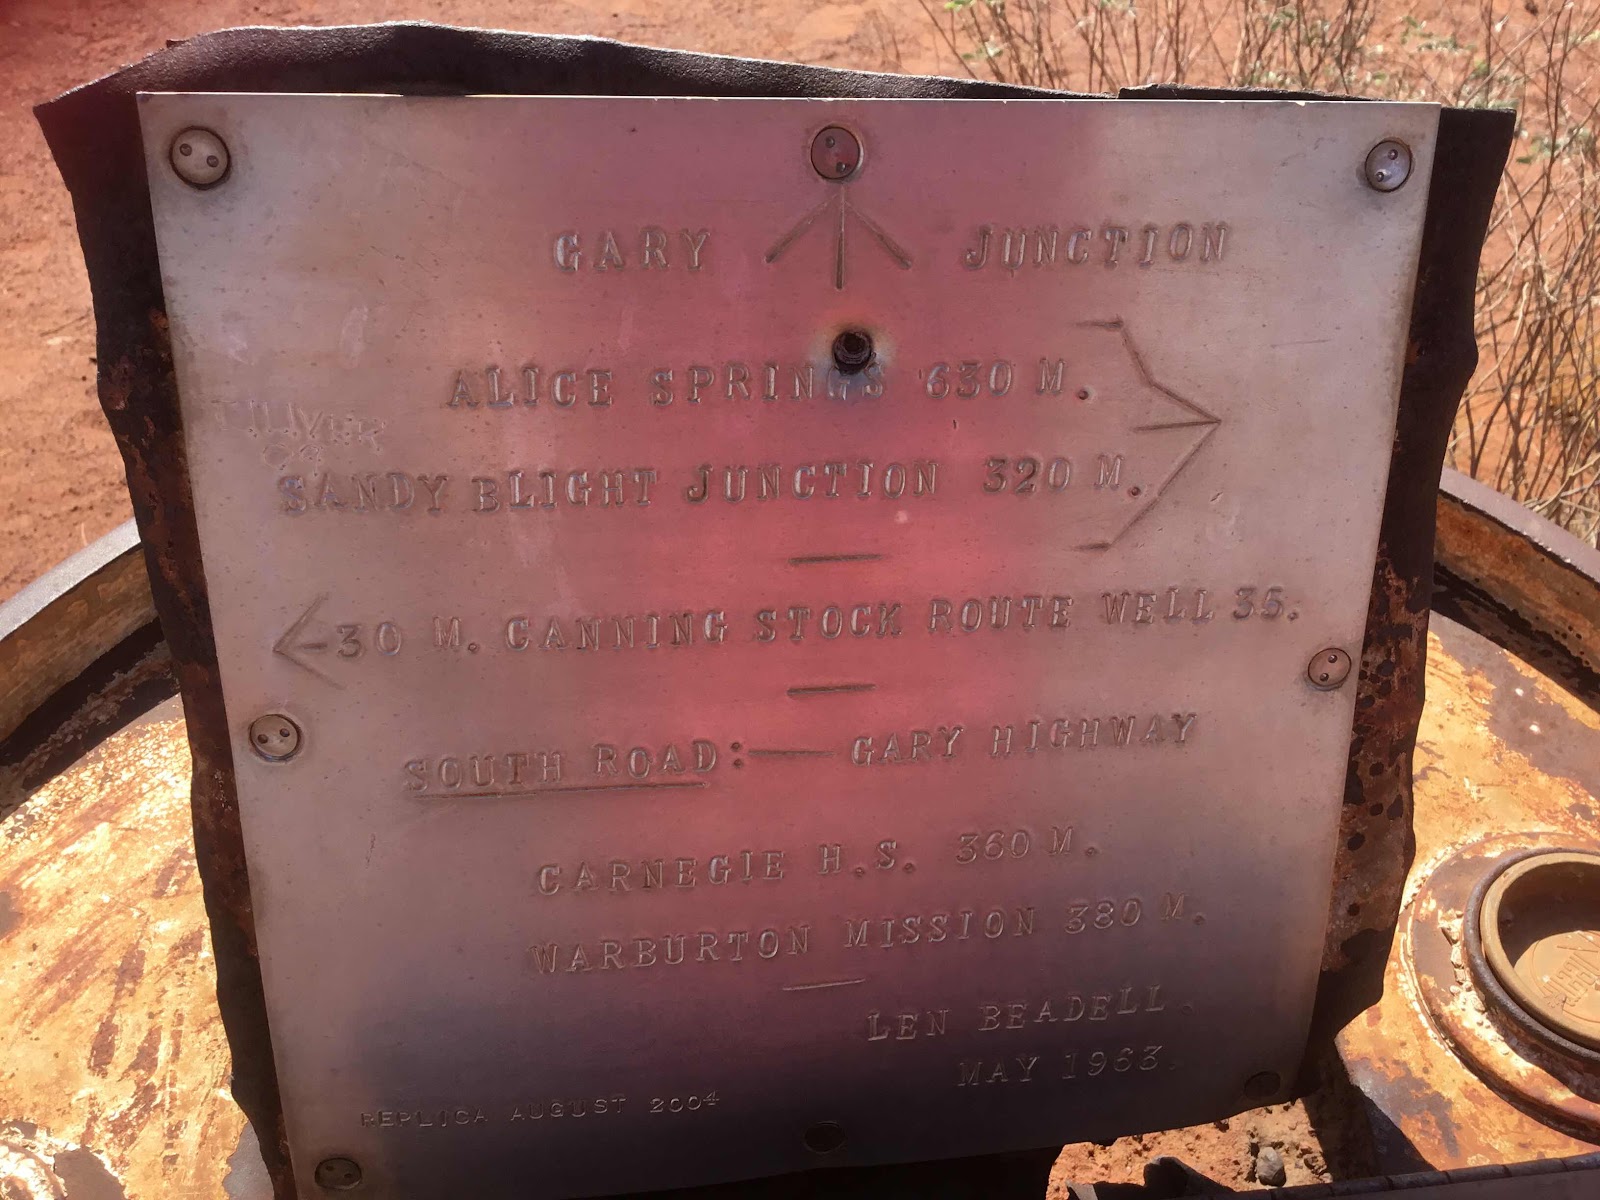 GARY JUNCTION
ALICE SPRINGS 630 M.
SANDY BLIGHT JUNCTION 320 M.
30 M. CANNING STOCK ROUTE WELL 35.
SOUTH ROAD:— GARY HIGHWAY
CARNEGIE H.S. 360 M.
WARBURTON MISSION 380 M.
LEN BEADELL.
MAY 1963.
REPLICA AUGUST 2004